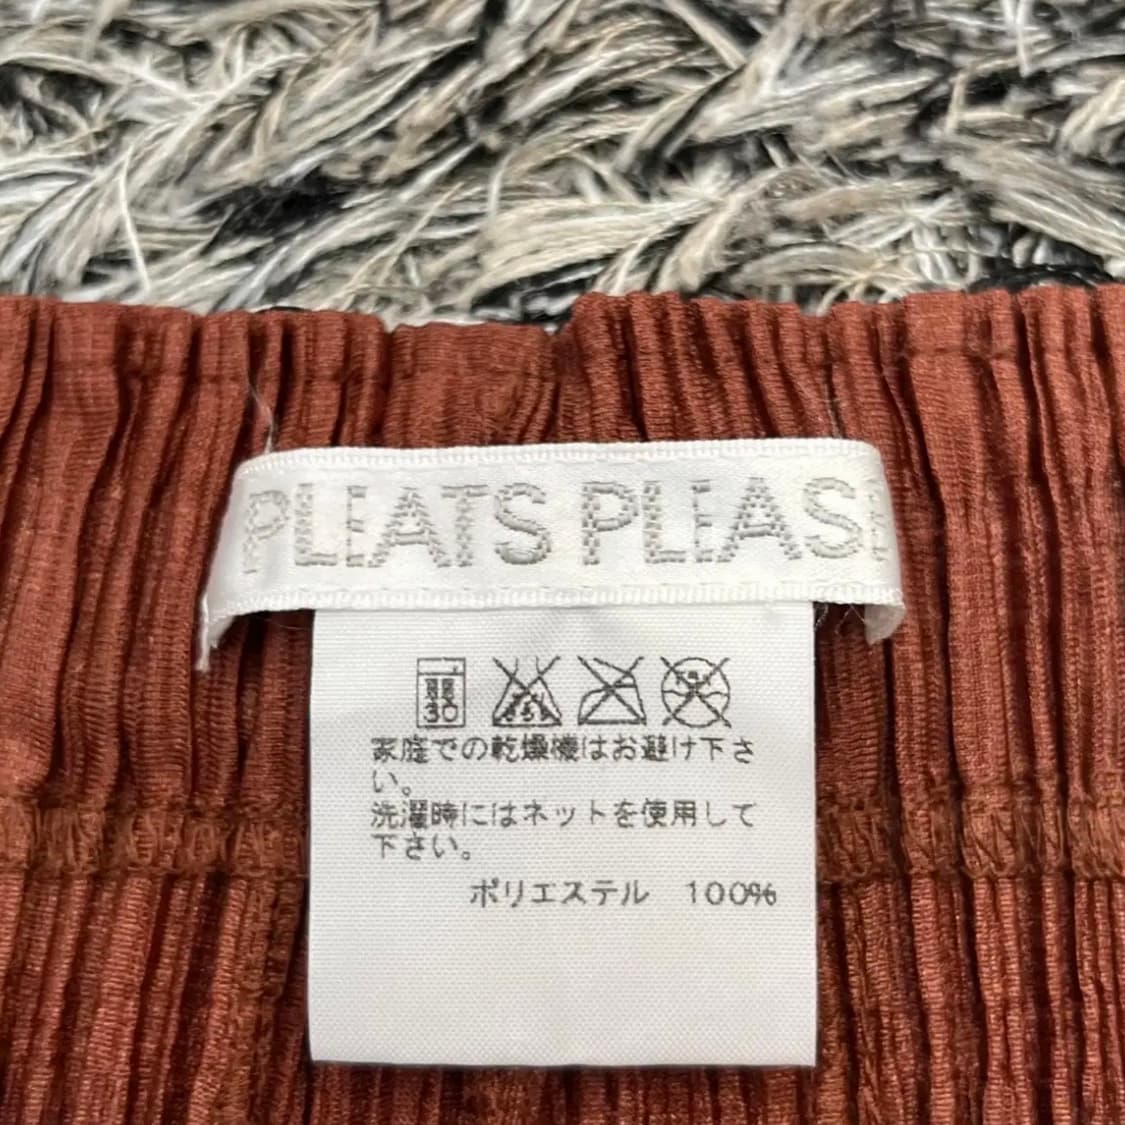 PLEATS PLEASE
30
家庭での乾燥機はお避け下さ
い。
洗濯時にはネットを使用して
下さい。
ポリエステル 100%